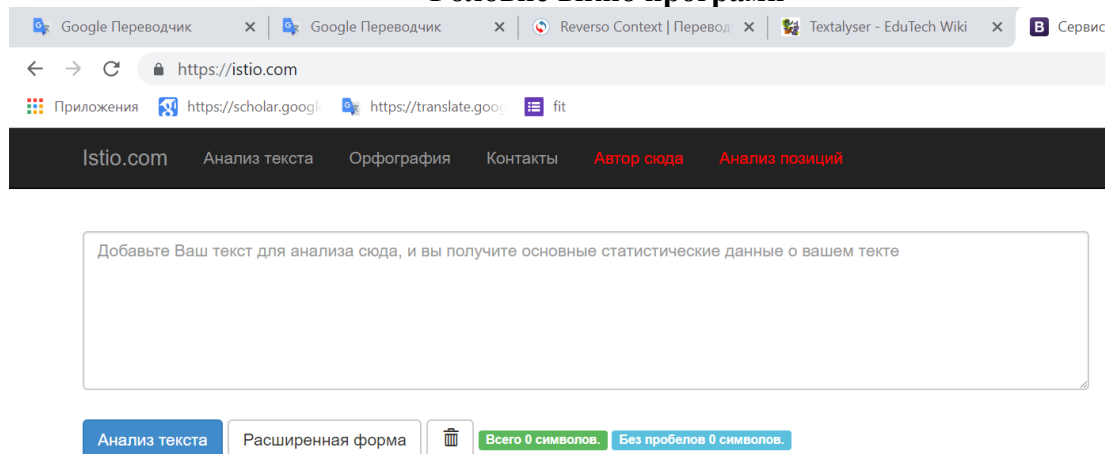 Google Переводчик Google Переводчик Reverso Context | Перевод Textalyser - EduTech Wiki B Сервис
https://istio.com
Приложения https://scholar.googl https://translate.goog fit
Istio.com Анализ текста Орфография Контакты Автор сюда Анализ позиций
Добавьте Ваш текст для анализа сюда, и вы получите основные статистические данные о вашем текте
Анализ текста Расширенная форма Всего 0 символов. Без пробелов 0 символов.